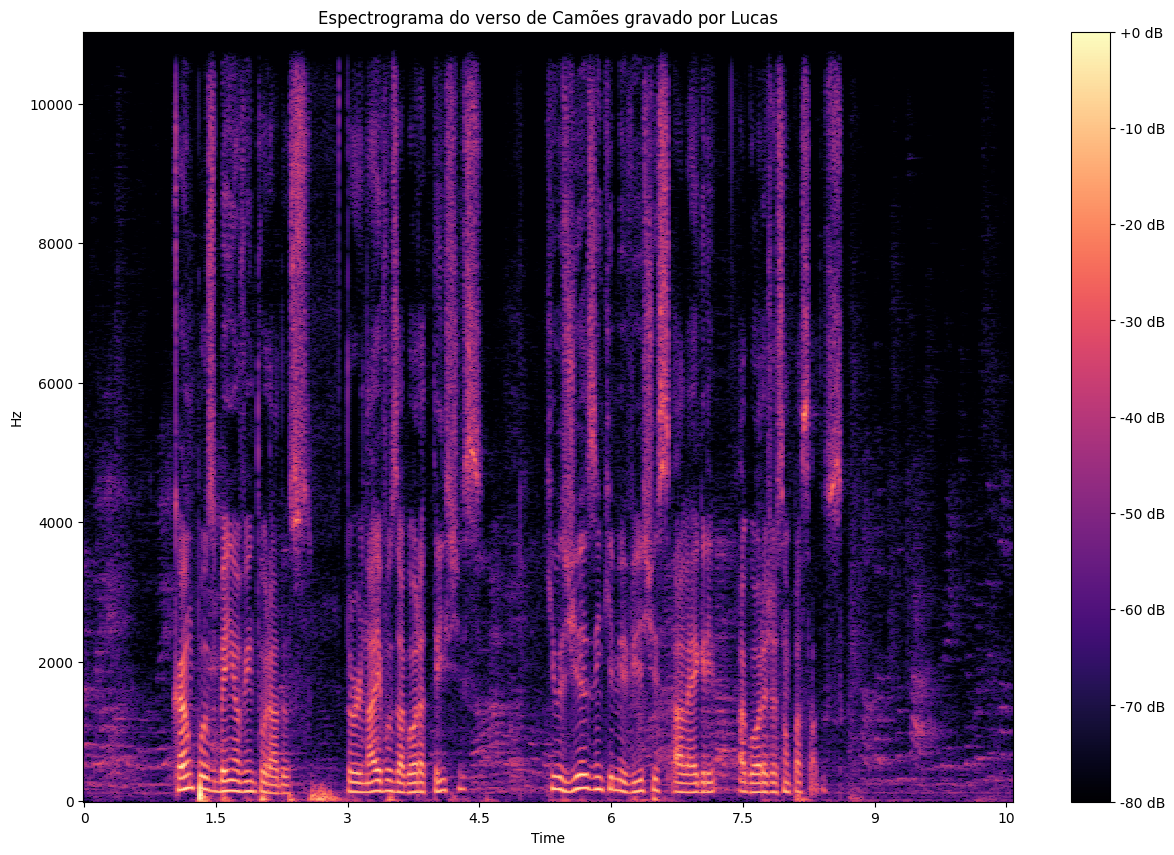 Espectrograma do verso de Camões gravado por Lucas
10000
8000
6000
4000
2000
0
Hz
0 1.5 3 4.5 6 7.5 9 10
Time
+0 dB
-10 dB
-20 dB
-30 dB
-40 dB
-50 dB
-60 dB
-70 dB
-80 dB